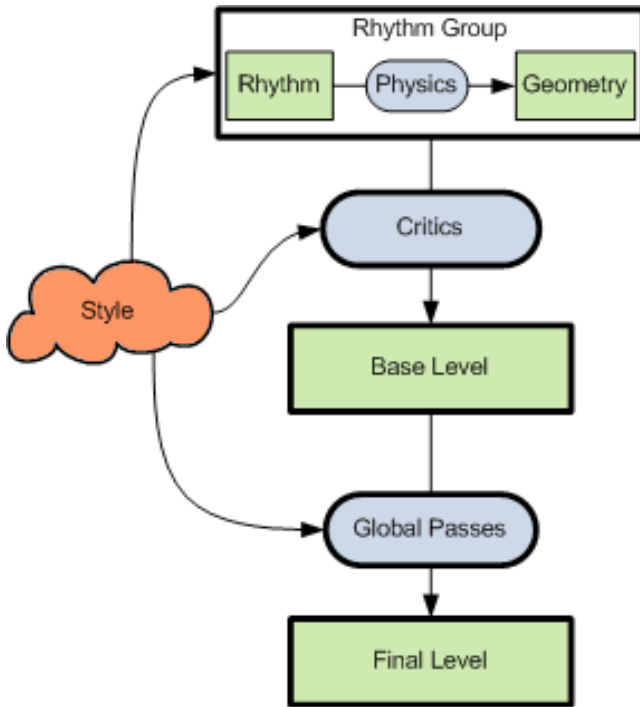 Rhythm Group
Rhythm Physics Geometry
Critics
Style
Base Level
Global Passes
Final Level